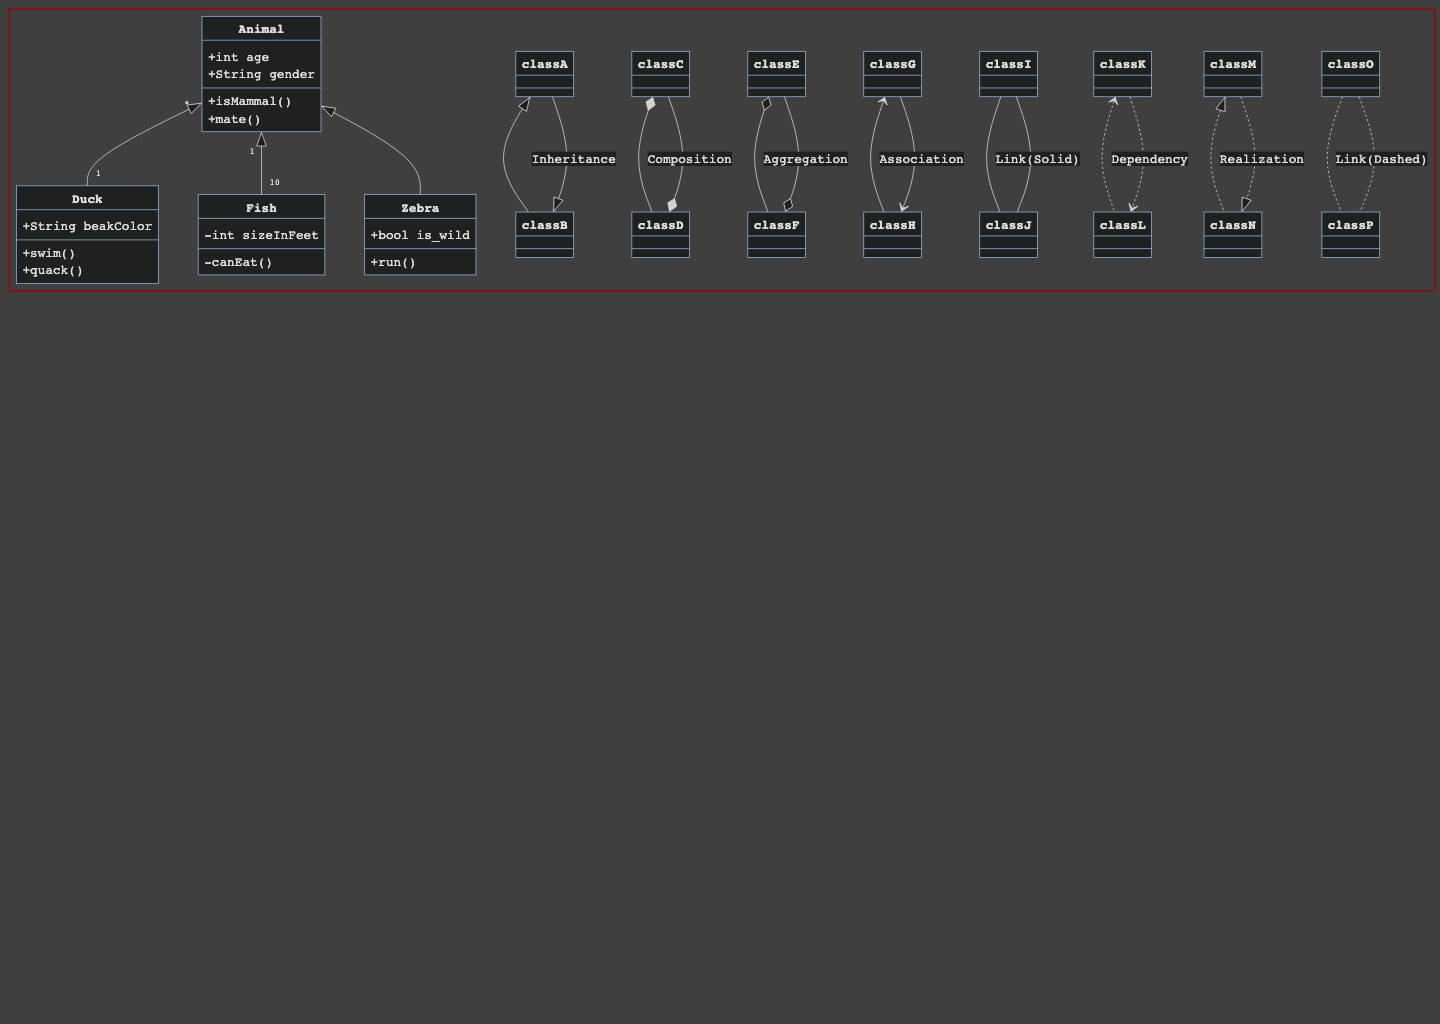 Animal
+int age
+String gender
+isMammal()
+mate()
*
1
1
10
Duck
+String beakColor
+swim()
+quack()
Fish
-int sizeInFeet
-canEat()
Zebra
+bool is_wild
+run()
classA
Inheritance
classB
classC
Composition
classD
classE
Aggregation
classF
classG
Association
classH
classI
Link(Solid)
classJ
classK
Dependency
classL
classM
Realization
classN
classO
Link(Dashed)
classP